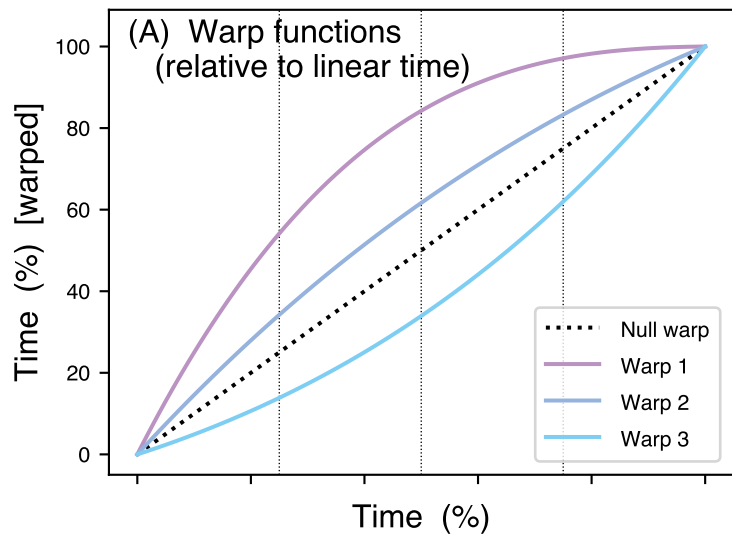 (A) Warp functions
(relative to linear time)
100
80
60
40
20
0
Time (%) [warped]
Null warp
Warp 1
Warp 2
Warp 3
Time (%)